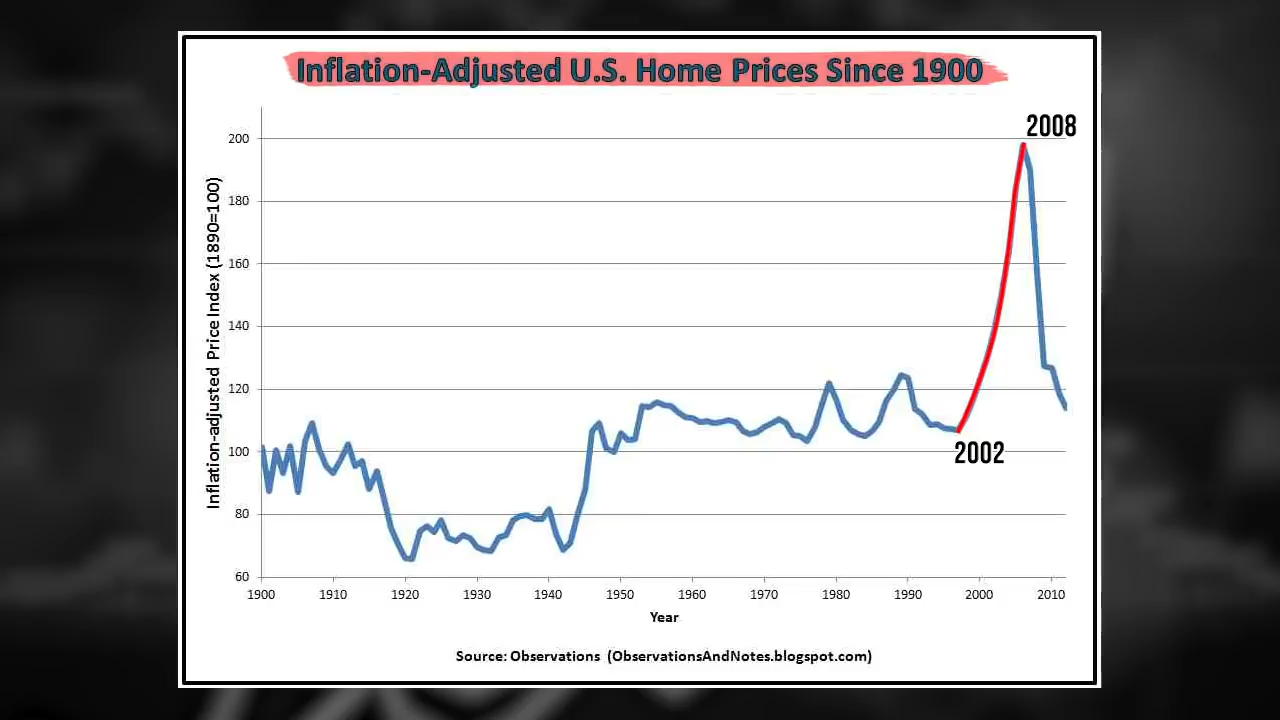 Inflation-Adjusted U.S. Home Prices Since 1900
2008
200
180
160
140
120
100
80
60
Inflation-adjusted Price Index (1890=100)
2002
1900 1910 1920 1930 1940 1950 1960 1970 1980 1990 2000 2010
Year
Source: Observations (ObservationsAndNotes.blogspot.com)